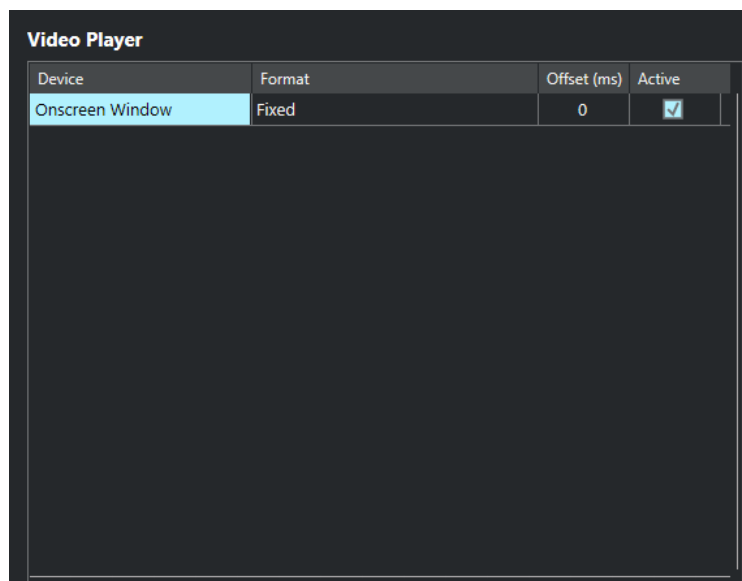 Video Player
Device Format Offset (ms) Active
Onscreen Window Fixed 0